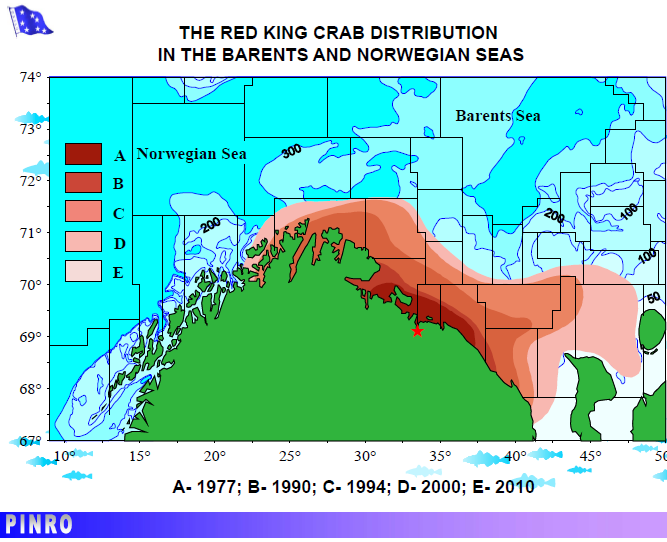 THE RED KING CRAB DISTRIBUTION
IN THE BARENTS AND NORWEGIAN SEAS
74°
73°
72°
71°
70°
69°
68°
67°
Barents Sea
Norwegian Sea
A
B
C
D
E
300
200
200
100
100
50
10°
15°
20°
25°
30°
35°
40°
45°
50
A- 1977; B- 1990; C- 1994; D- 2000; E- 2010
PINRO